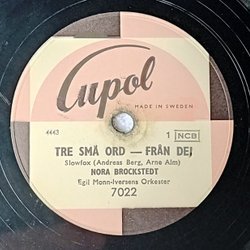 Cupol
MADE IN SWEDEN
4443
1 NCB
TRE SMÅ ORD — FRÅN DEJ
Slowfox (Andreas Berg, Arne Alm)
NORA BROCKSTEDT
Egil Monn-Iversens Orkester
7022